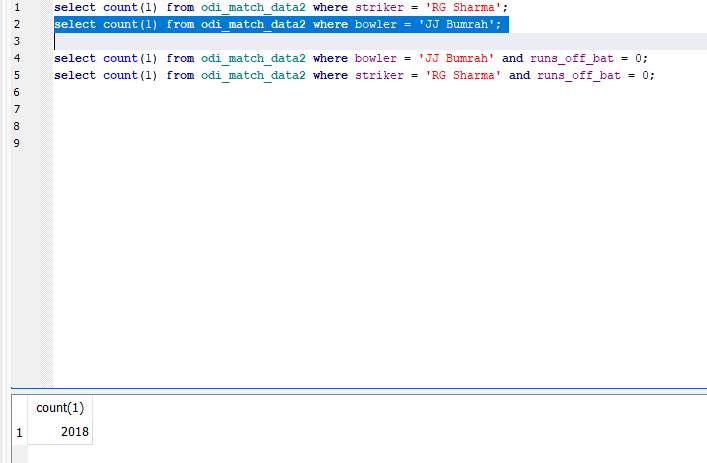 1 select count(1) from odi_match_data2 where striker = 'RG Sharma';
2 select count(1) from odi_match_data2 where bowler = 'JJ Bumrah';
3
4 select count(1) from odi_match_data2 where bowler = 'JJ Bumrah' and runs_off_bat = 0;
5 select count(1) from odi_match_data2 where striker = 'RG Sharma' and runs_off_bat = 0;
6
7
8
9
count(1)
1 2018